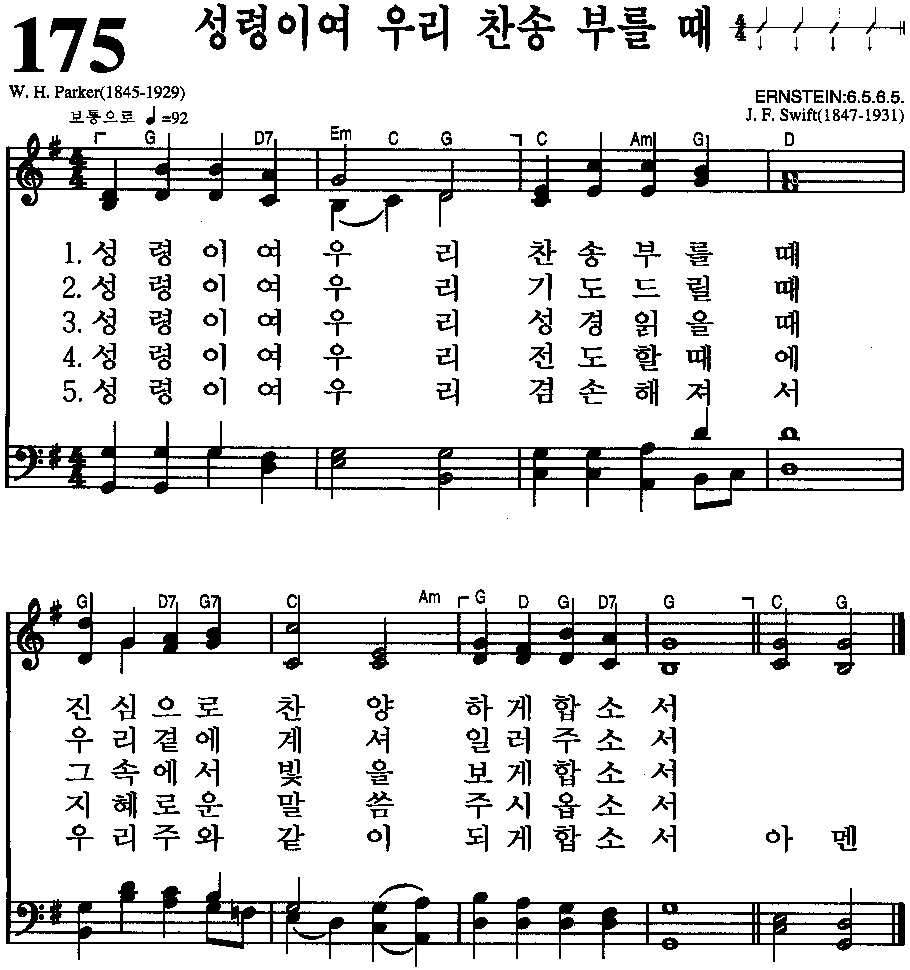 175 성령이여 우리 찬송 부를 때 4/4
W. H. Parker(1845-1929)
ERNSTEIN:6.5.6.5.
보통으로 ♩=92
J. F. Swift(1847-1931)
G D7 Em C G C Am G D
1. 성 령 이 여 우 리 찬 송 부 를 때
2. 성 령 이 여 우 리 기 도 드 릴 때
3. 성 령 이 여 우 리 성 경 읽 을 때
4. 성 령 이 여 우 리 전 도 할 때 에
5. 성 령 이 여 우 리 겸 손 해 져 서
G D7 G7 C Am G D G D7 G C G
진 심 으 로 찬 양 하 게 합 소 서
우 리 곁 에 계 셔 일 러 주 소 서
그 속 에 서 빛 을 보 게 합 소 서
지 혜 로 운 말 씀 주 시 옵 소 서
우 리 주 와 같 이 되 게 합 소 서 아 멘